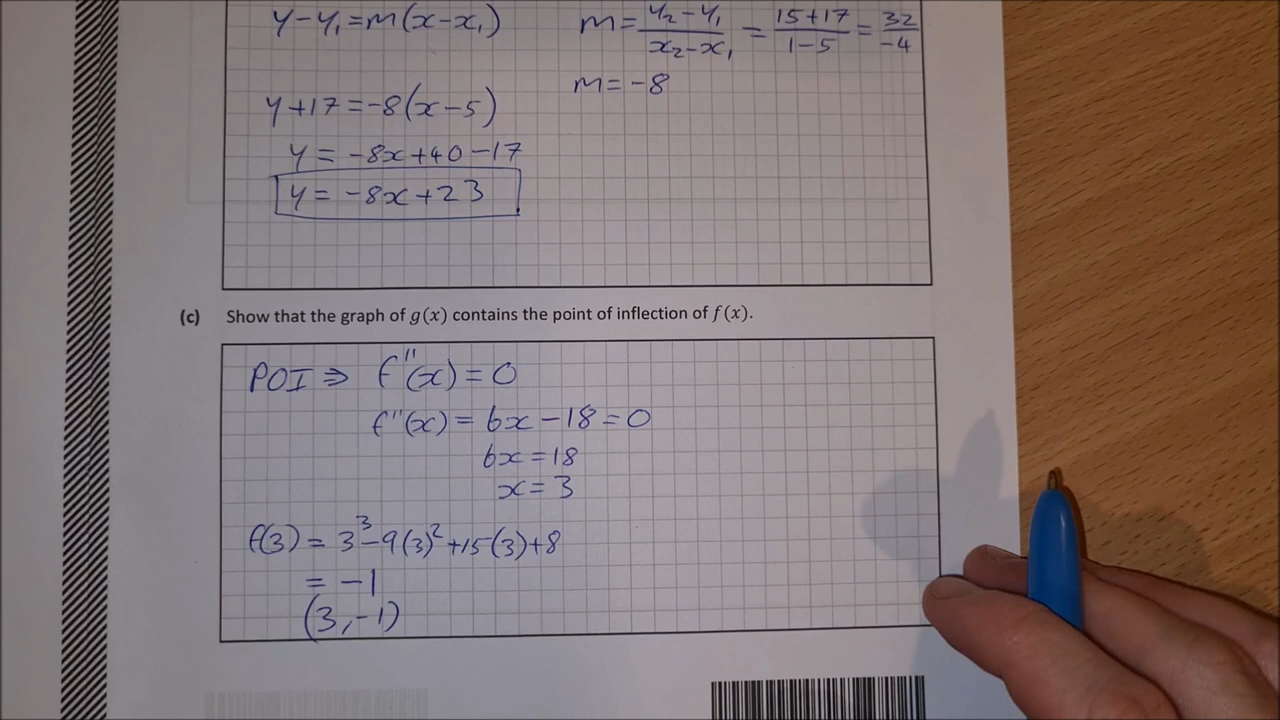 y-y₁=m(x-x₁)
m=y₂-y₁/x₂-x₁ = 15+17/1-5 = 32/-4
m=-8
y+17=-8(x-5)
y=-8x+40-17
y=-8x+23
(c) Show that the graph of g(x) contains the point of inflection of f(x).
POI ⇒ f''(x)=0
f''(x)=6x-18=0
6x=18
x=3
f(3)=3³-9(3)²+15(3)+8
=-1
(3,-1)